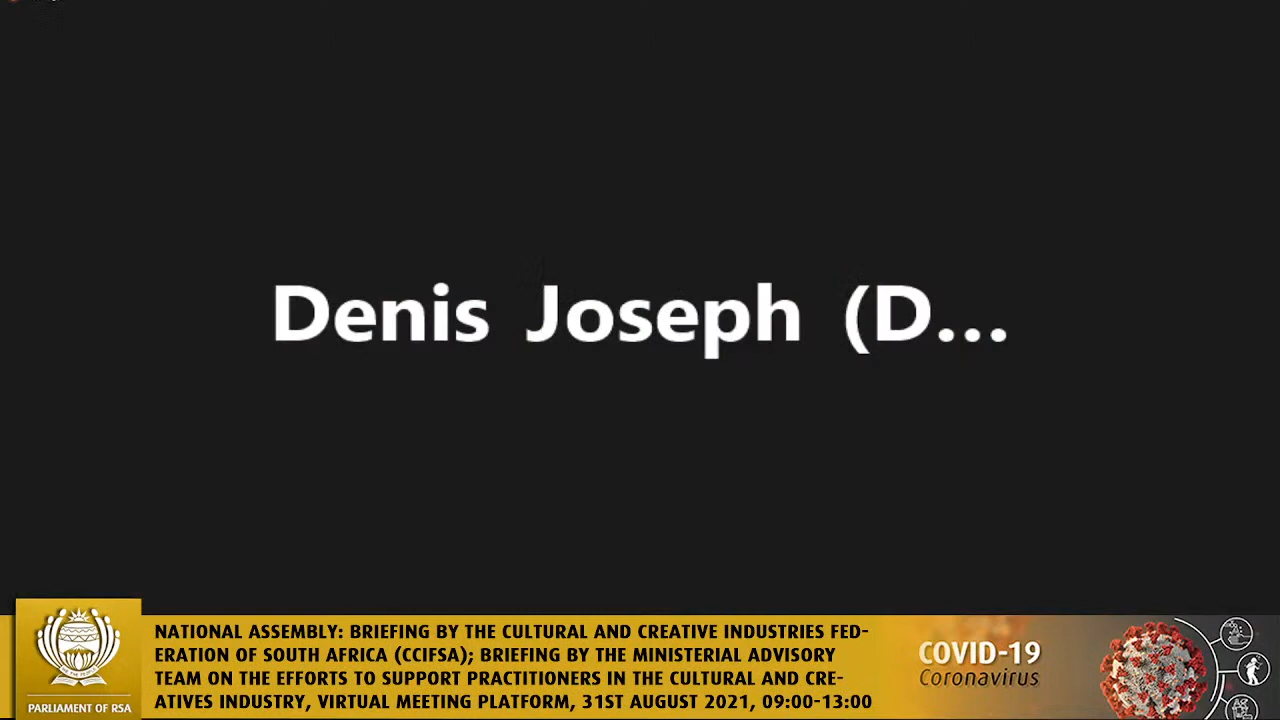 Denis Joseph (D...
NATIONAL ASSEMBLY: BRIEFING BY THE CULTURAL AND CREATIVE INDUSTRIES FED-
ERATION OF SOUTH AFRICA (CCIFSA); BRIEFING BY THE MINISTERIAL ADVISORY
TEAM ON THE EFFORTS TO SUPPORT PRACTITIONERS IN THE CULTURAL AND CRE-
ATIVES INDUSTRY, VIRTUAL MEETING PLATFORM, 31ST AUGUST 2021, 09:00-13:00
PARLIAMENT OF RSA
COVID-19
Coronavirus